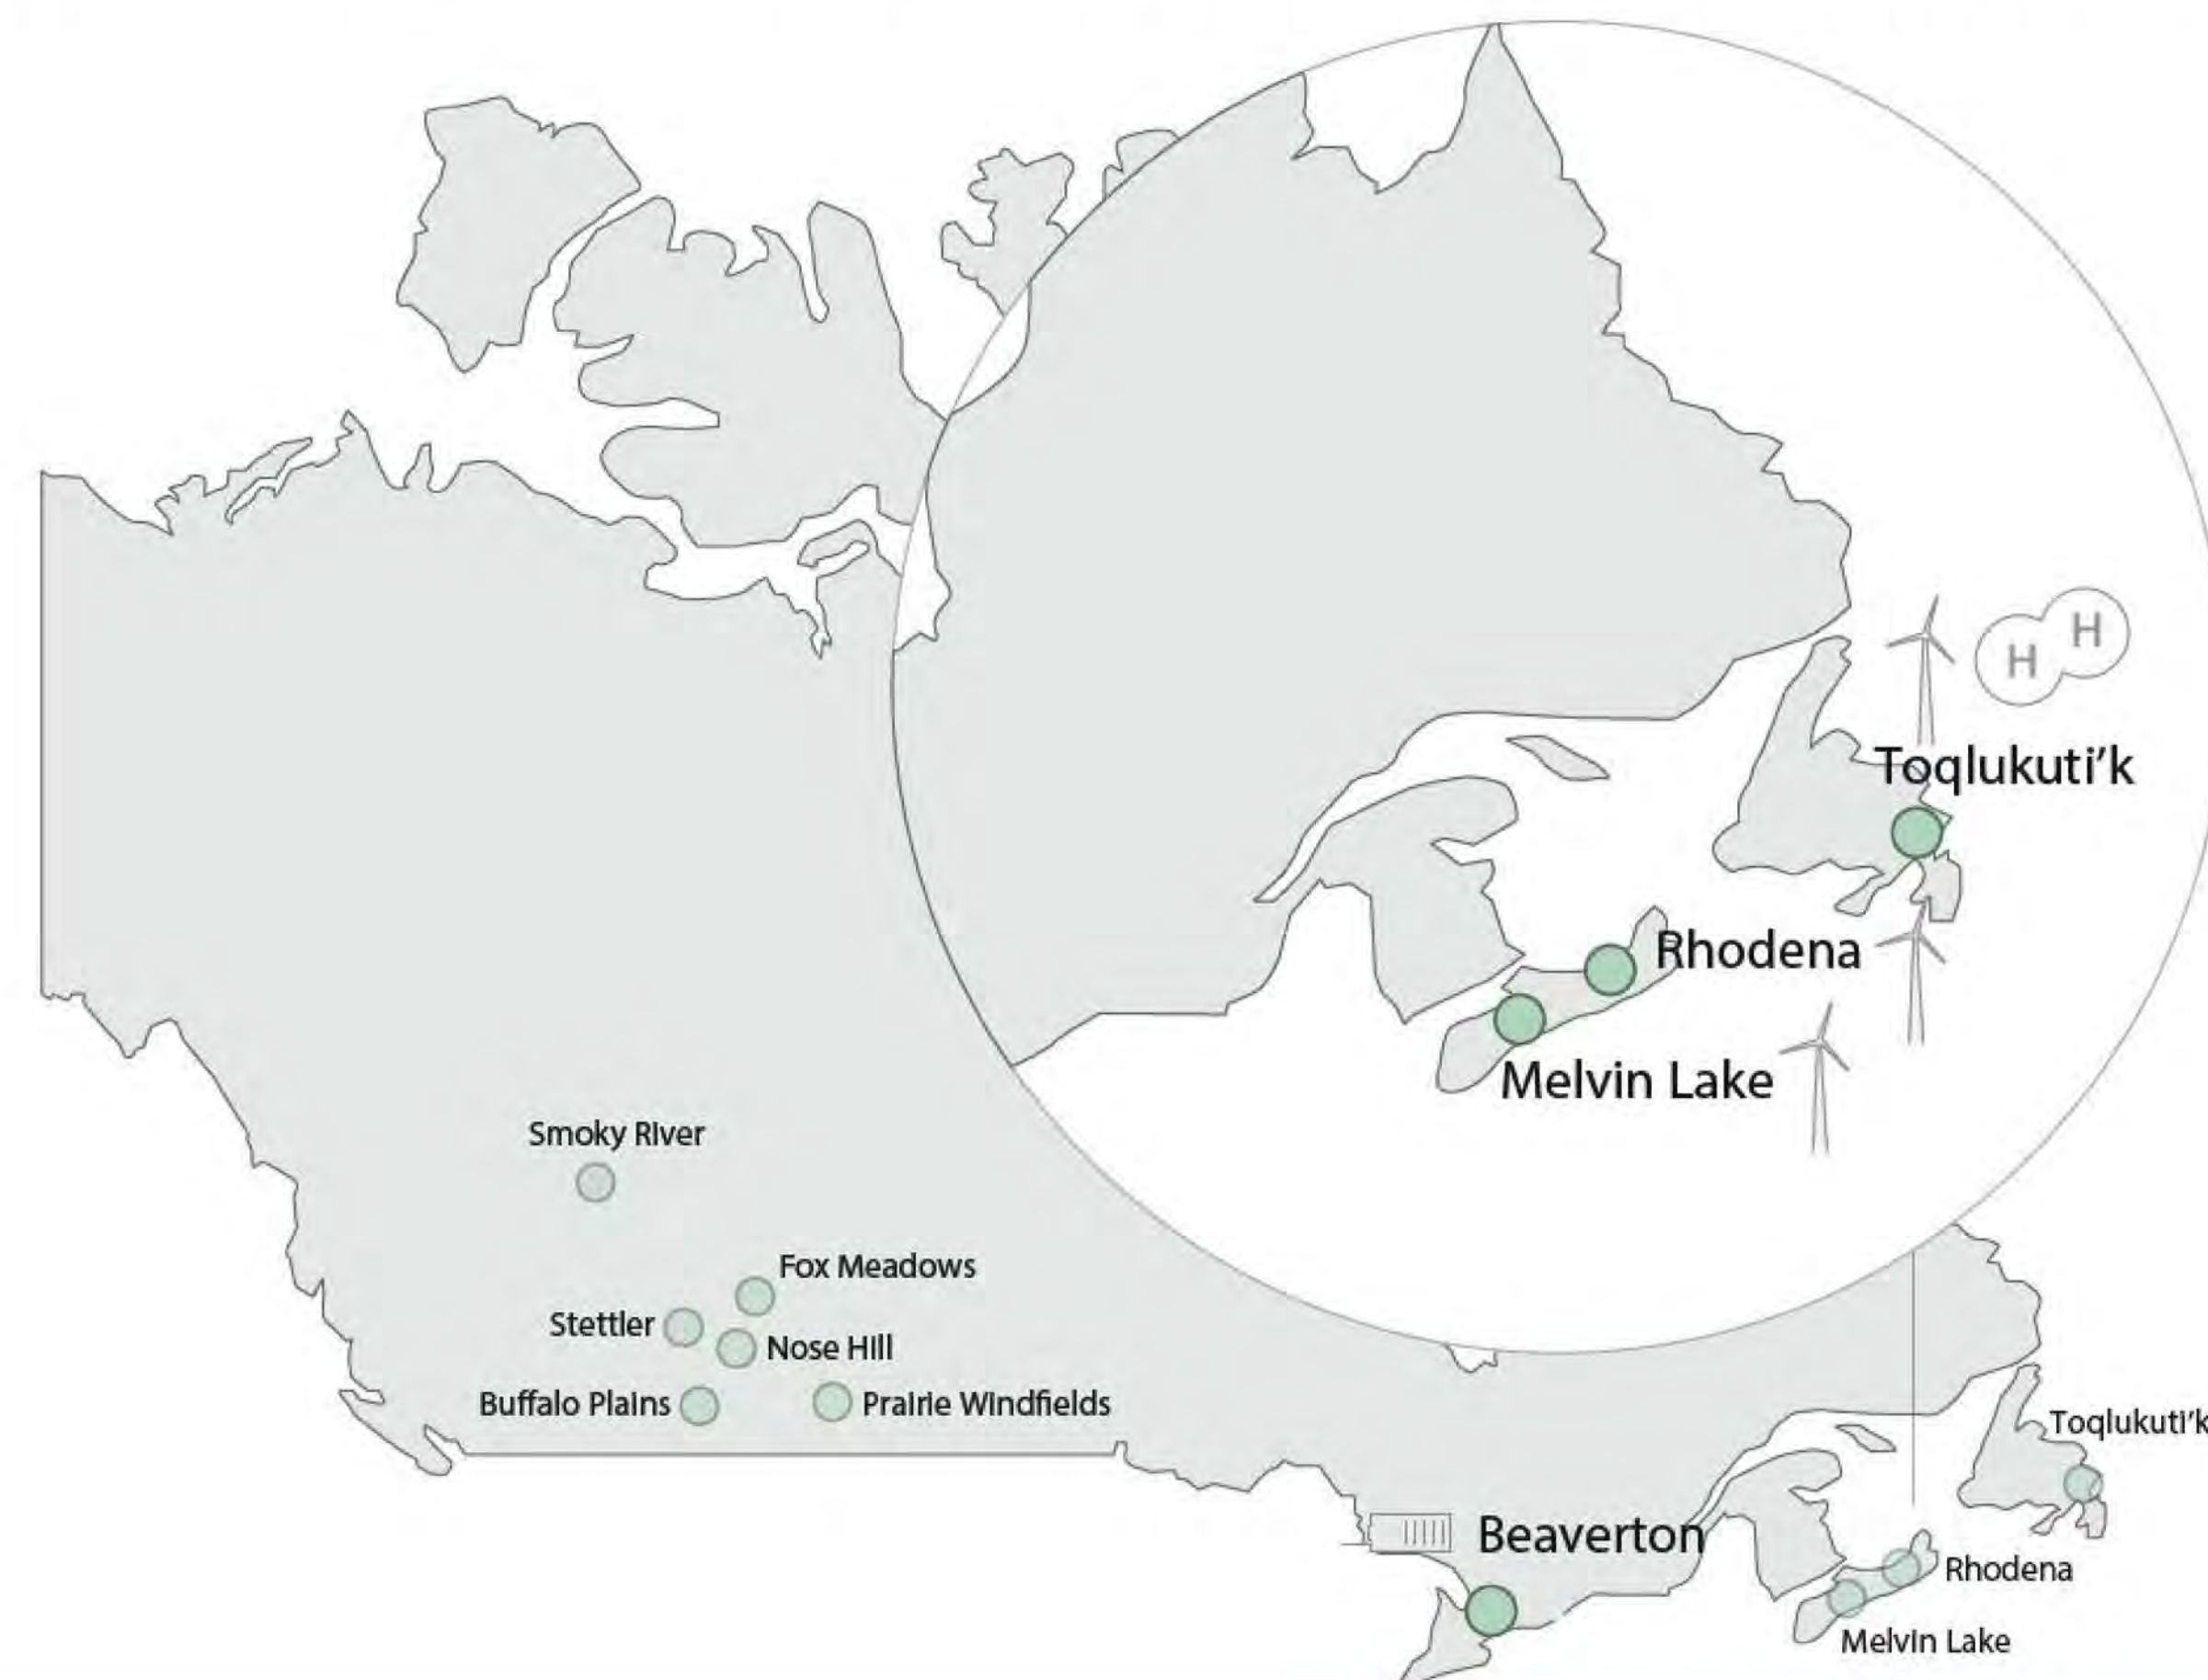 H
H
Toqlukuti'k
Rhodena
Melvin Lake
Smoky River
Fox Meadows
Stettler
Nose Hill
Buffalo Plains
Prairie Windfields
Toqlukuti'k
Beaverton
Rhodena
Melvin Lake